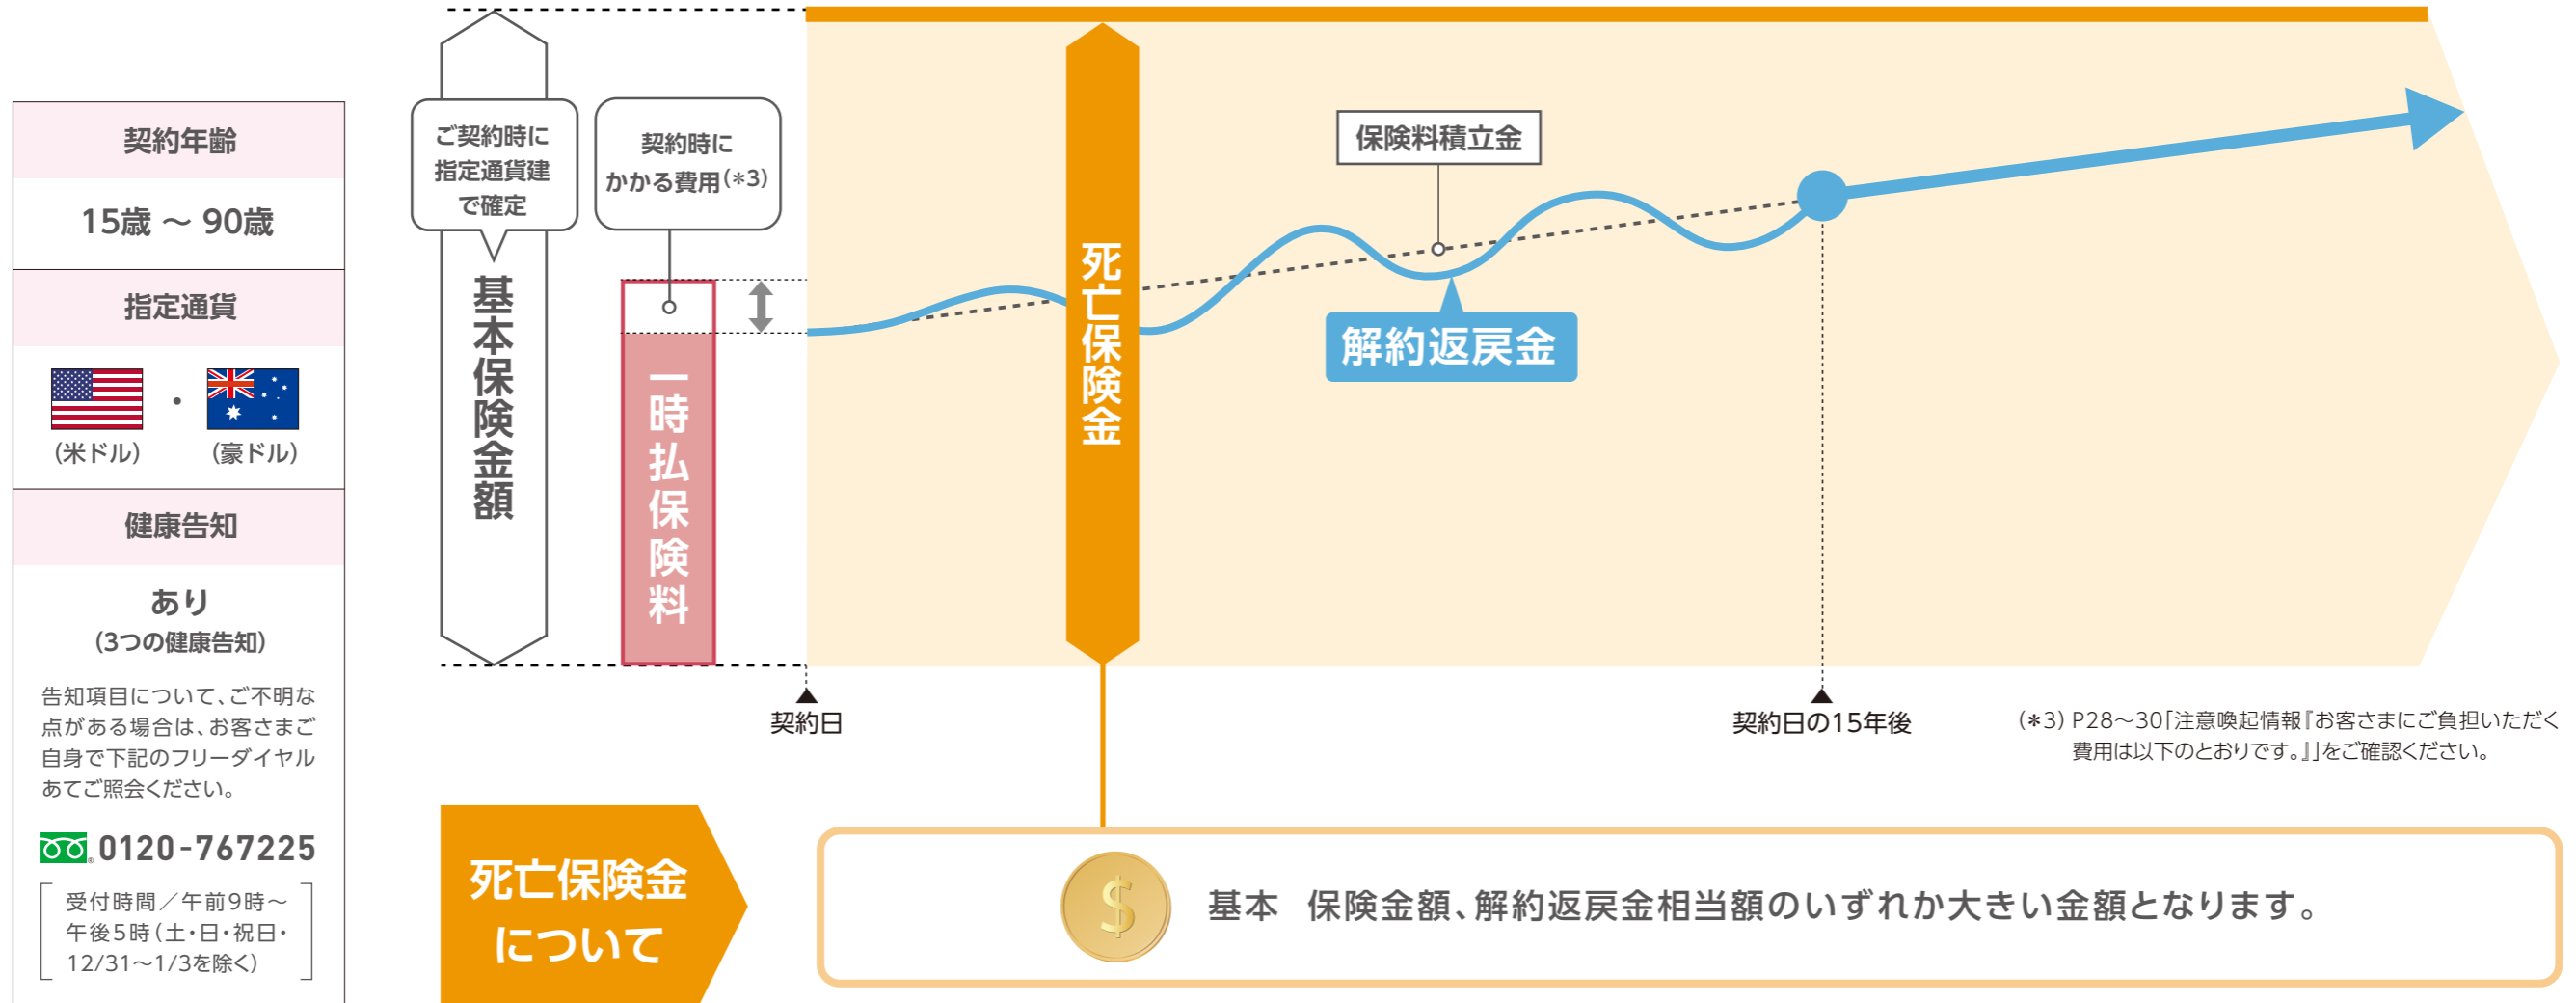 契約年齢
15歳 ～ 90歳
指定通貨
・
（米ドル）
（豪ドル）
健康告知
あり
（3つの健康告知）
告知項目について、ご不明な
点がある場合は、お客さまご
自身で下記のフリーダイヤル
あてご照会ください。
0120-767225
受付時間／午前9時～
午後5時（土・日・祝日・
12/31～1/3を除く）
ご契約時に
指定通貨建
で確定
基本保険金額
契約時に
かかる費用(＊3)
一時払保険料
死亡保険金
保険料積立金
解約返戻金
契約日
契約日の15年後
（＊3）P28～30「注意喚起情報『お客さまにご負担いただく
費用は以下のとおりです。』」をご確認ください。
死亡保険金
について
$
基本　保険金額、解約返戻金相当額のいずれか大きい金額となります。